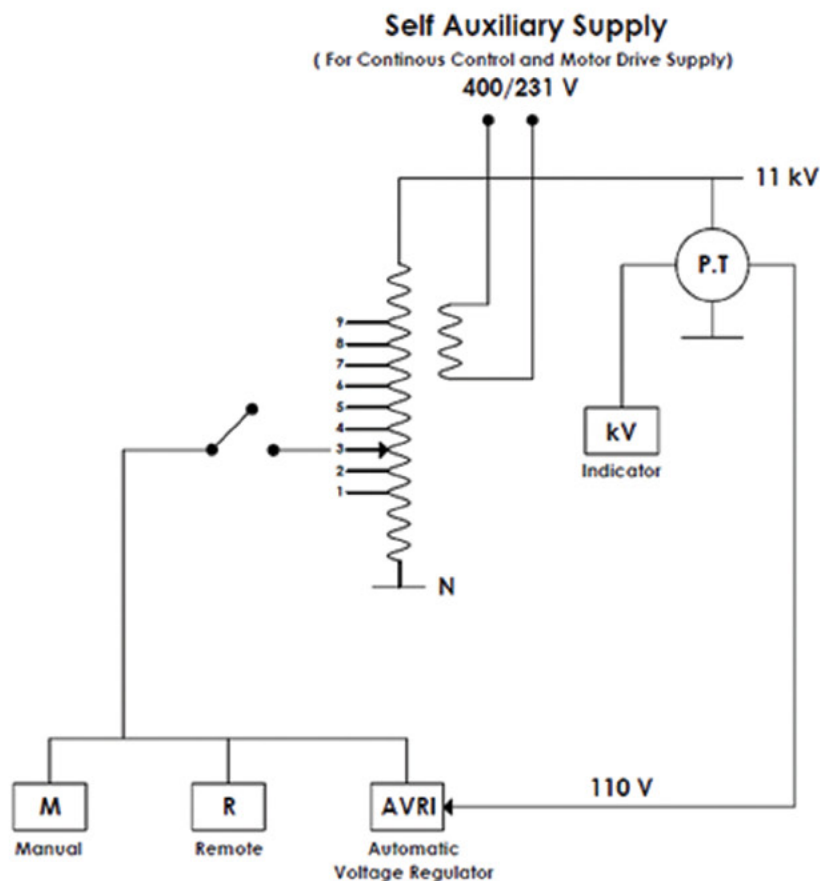 Self Auxiliary Supply
( For Continous Control and Motor Drive Supply)
400/231 V
11 kV
P.T
9
8
7
6
5
4
3
2
1
kV
Indicator
N
110 V
M
R
AVRI
Manual
Remote
Automatic
Voltage Regulator